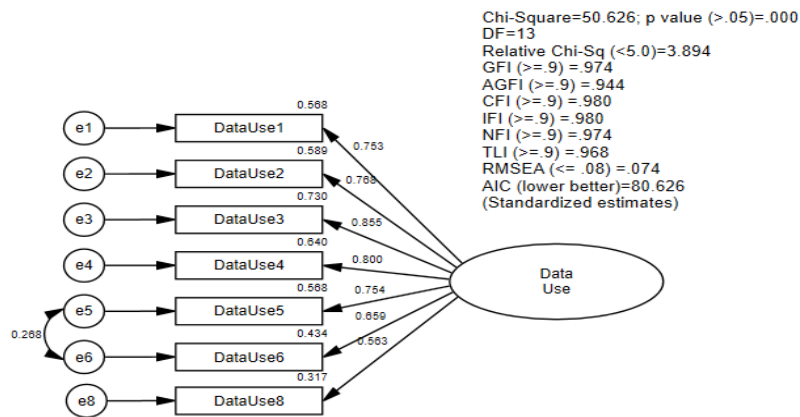 Chi-Square=50.626; p value (>.05)=.000
DF=13
Relative Chi-Sq (<5.0)=3.894
GFI (>=.9) =.974
AGFI (>=.9) =.944
CFI (>=.9) =.980
IFI (>=.9) =.980
NFI (>=.9) =.974
TLI (>=.9) =.968
RMSEA (<= .08) =.074
AIC (lower better)=80.626
(Standardized estimates)
0.568
e1 DataUse1
0.753
0.589
e2 DataUse2
0.768
0.730
e3 DataUse3
0.855
0.640
e4 DataUse4
0.800
0.568
e5 DataUse5
0.754
0.268
0.434
e6 DataUse6
0.659
0.317
e8 DataUse8
0.563
Data
Use